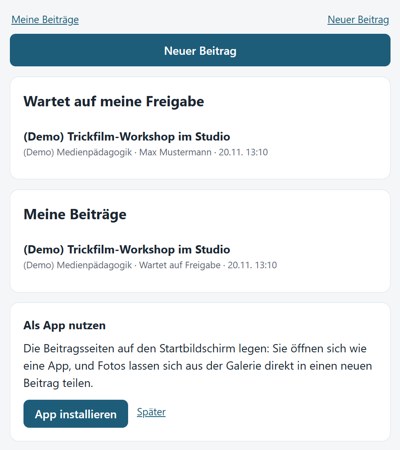 Meine Beiträge
Neuer Beitrag
Neuer Beitrag
Wartet auf meine Freigabe
(Demo) Trickfilm-Workshop im Studio
(Demo) Medienpädagogik · Max Mustermann · 20.11. 13:10
Meine Beiträge
(Demo) Trickfilm-Workshop im Studio
(Demo) Medienpädagogik · Wartet auf Freigabe · 20.11. 13:10
Als App nutzen
Die Beitragsseiten auf den Startbildschirm legen: Sie öffnen sich wie
eine App, und Fotos lassen sich aus der Galerie direkt in einen neuen
Beitrag teilen.
App installieren
Später